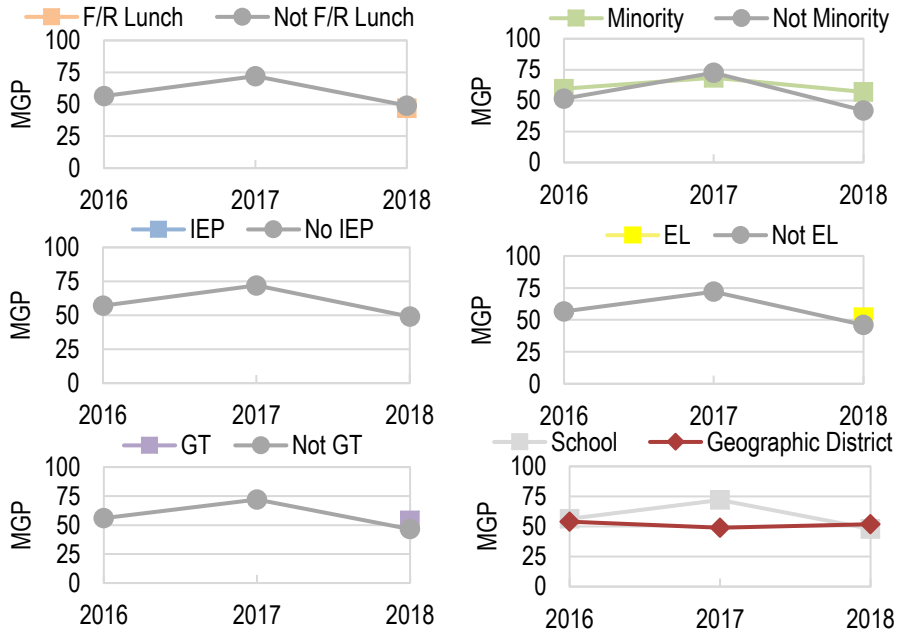 F/R Lunch Not F/R Lunch
100
75
50
25
0
MGP
2016 2017 2018
Minority Not Minority
100
75
50
25
0
MGP
2016 2017 2018
IEP No IEP
100
75
50
25
0
MGP
2016 2017 2018
EL Not EL
100
75
50
25
0
MGP
2016 2017 2018
GT Not GT
100
75
50
25
0
MGP
2016 2017 2018
School Geographic District
100
75
50
25
0
MGP
2016 2017 2018